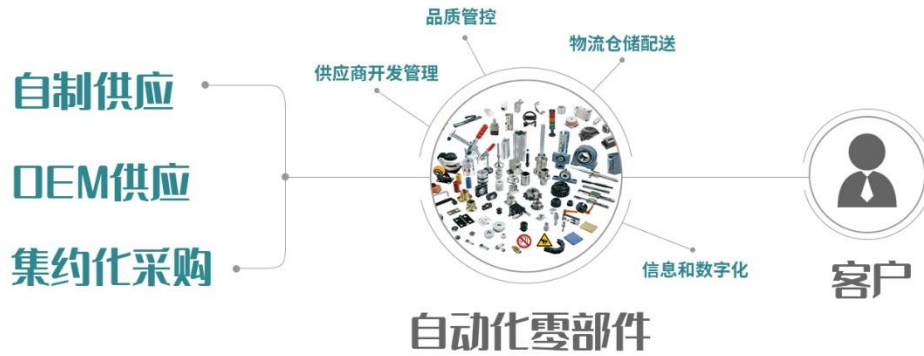 品质管控
物流仓储配送
供应商开发管理
自制供应
OEM供应
集约化采购
信息和数字化
客户
自动化零部件